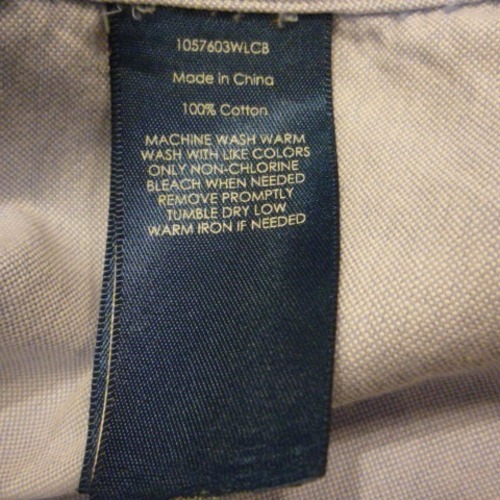 1057603WLCB
Made in China
100% Cotton
MACHINE WASH WARM
WASH WITH LIKE COLORS
ONLY NON-CHLORINE
BLEACH WHEN NEEDED
REMOVE PROMPTLY
TUMBLE DRY LOW
WARM IRON IF NEEDED